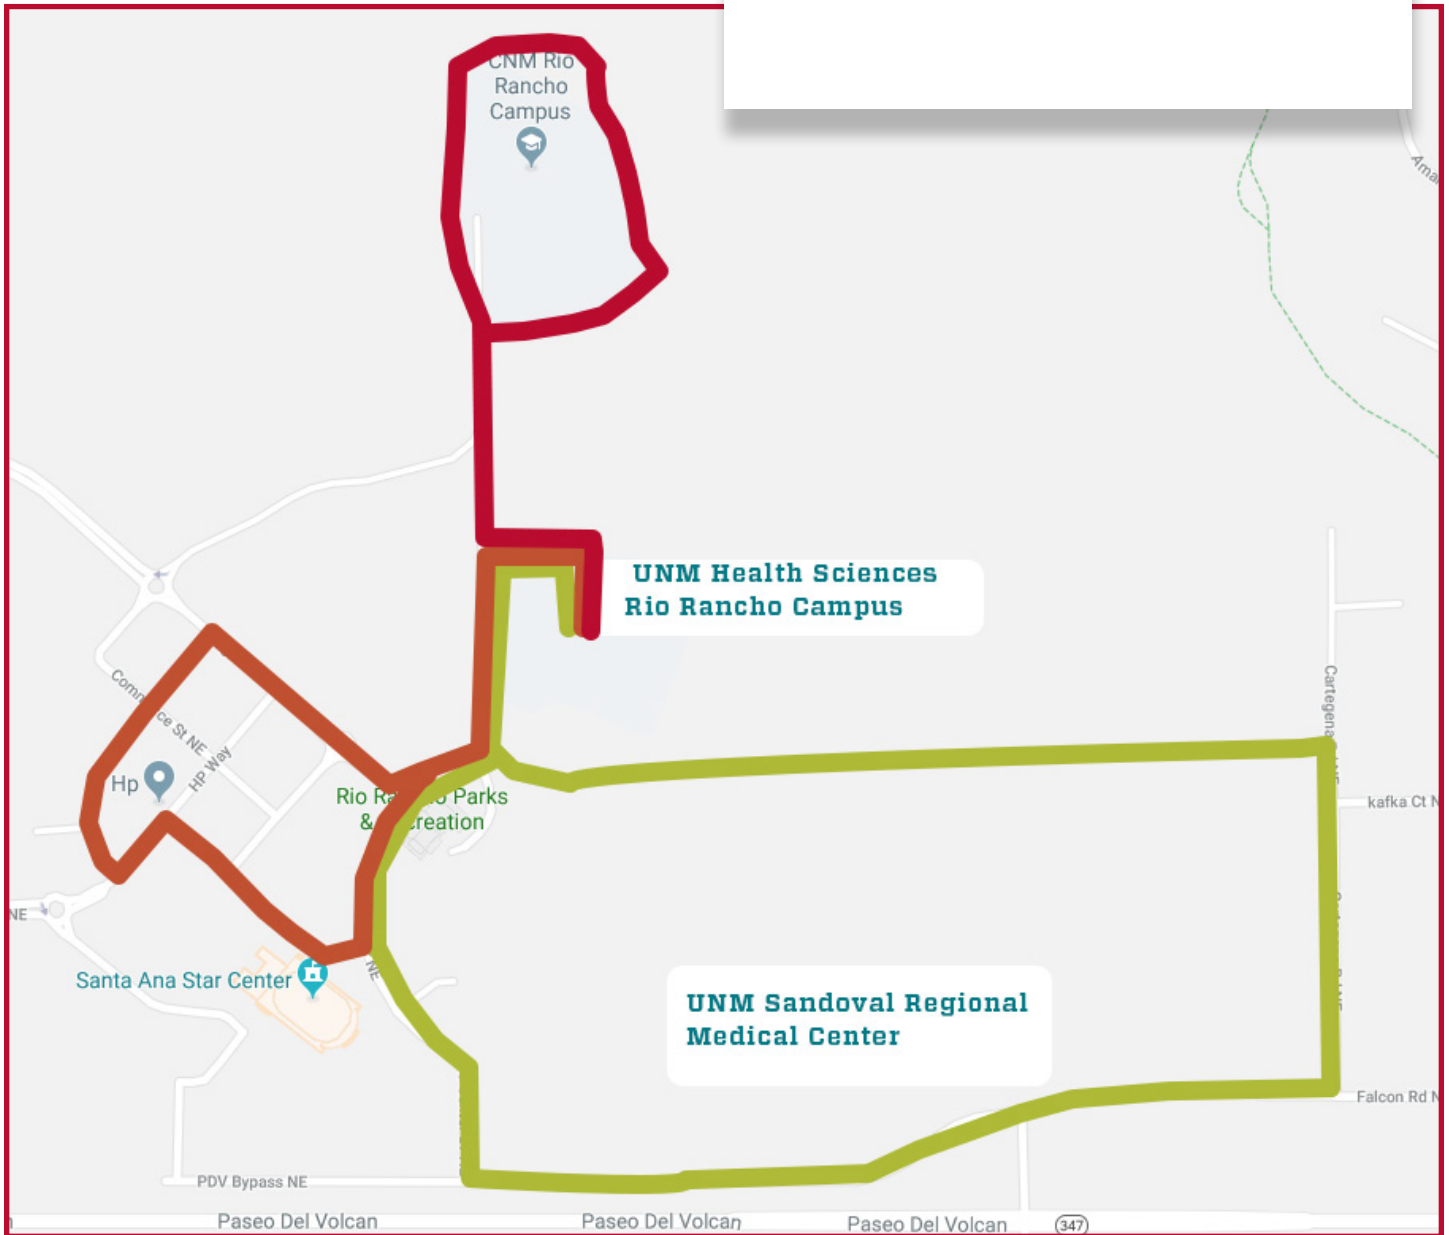 CNM Rio
Rancho
Campus
UNM Health Sciences
Rio Rancho Campus
HP Way
Hp
Rio
Parks
&
kafka Ct N
NE
NE
Santa Ana Star Center
UNM Sandoval Regional
Medical Center
Falcon Rd N
PDV Bypass NE
Paseo Del Volcan
Paseo Del Volcan
Paseo Del Volcan
347